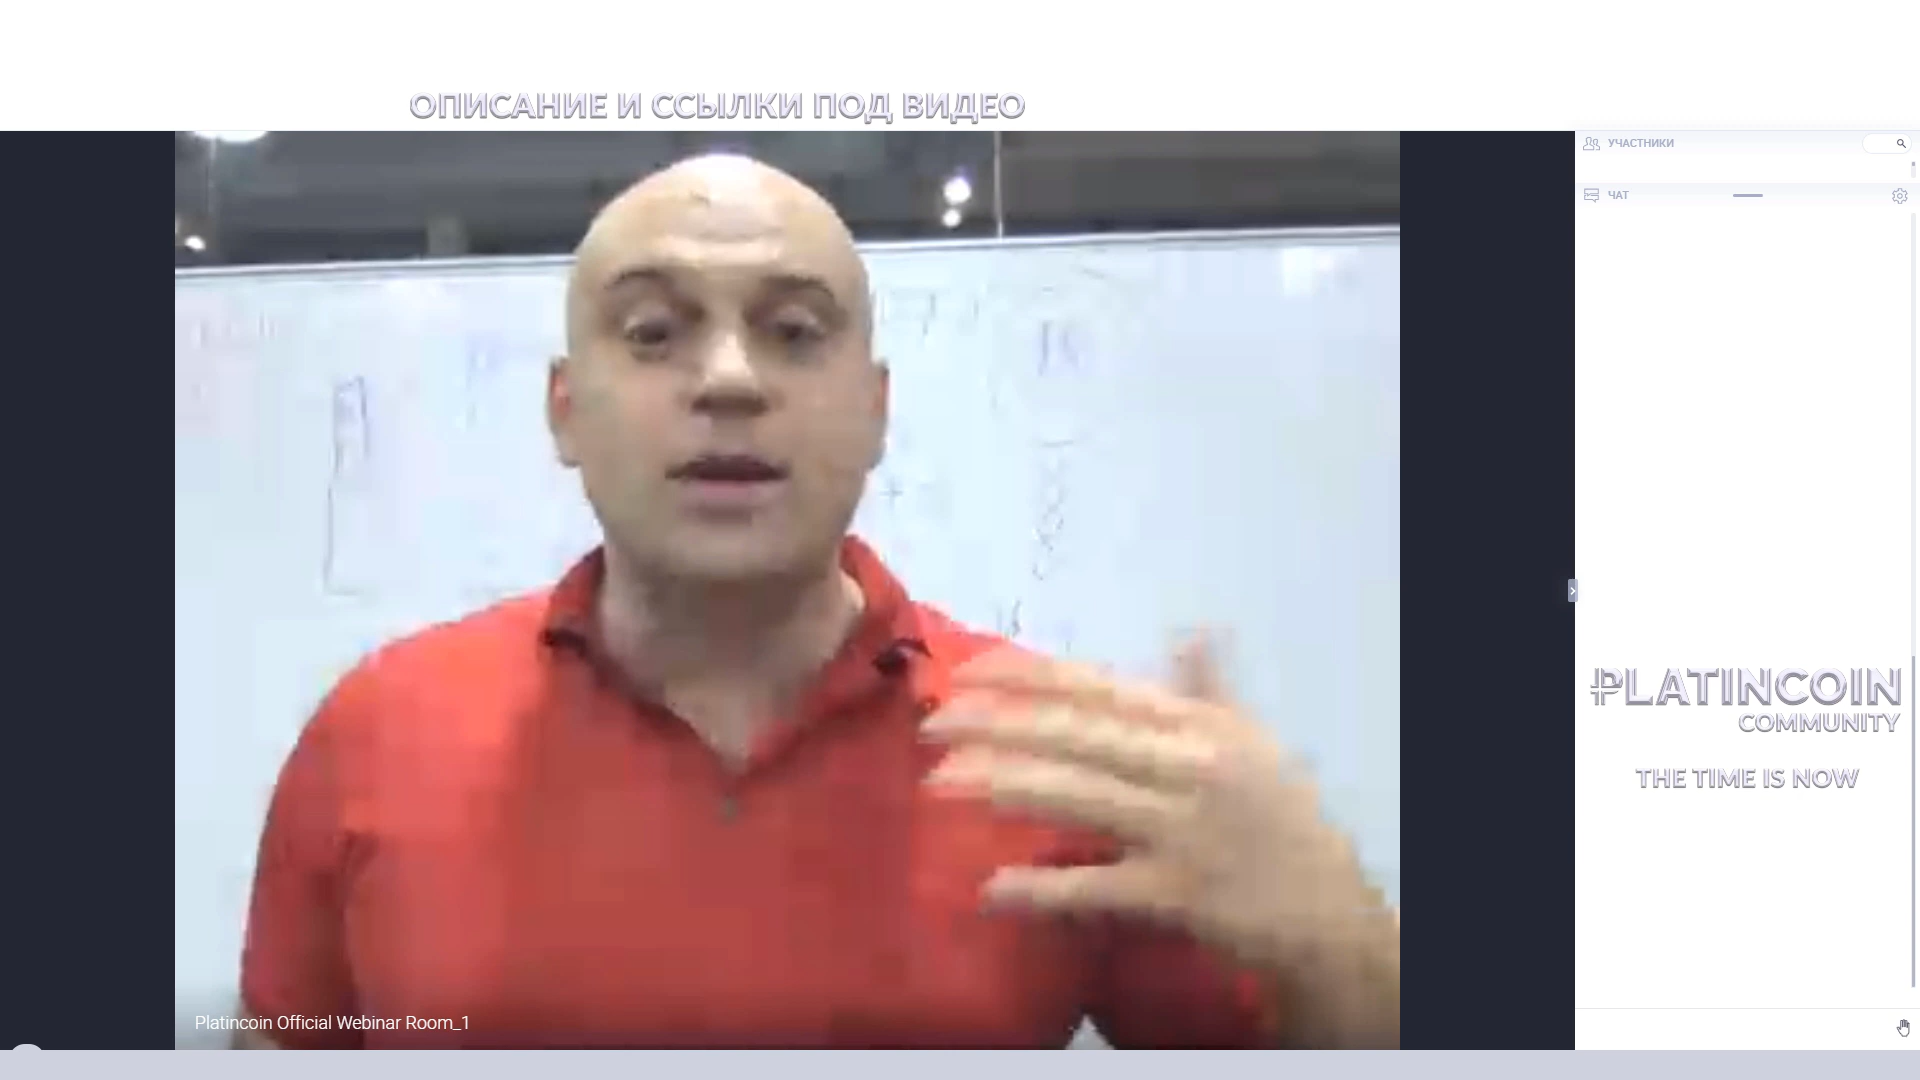 ОПИСАНИЕ И ССЫЛКИ ПОД ВИДЕО
УЧАСТНИКИ
ЧАТ
PLATINCOIN
COMMUNITY
THE TIME IS NOW
Platincoin Official Webinar Room_1